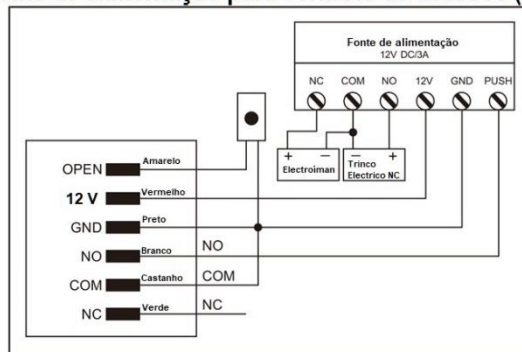 Fonte de alimentação
12V DC/3A
NC COM NO 12V GND PUSH
+ − − +
Electroiman
Trinco
Electrico NC
OPEN Amarelo
12 V Vermelho
GND Preto
NO Branco NO
COM Castanho COM
NC Verde NC